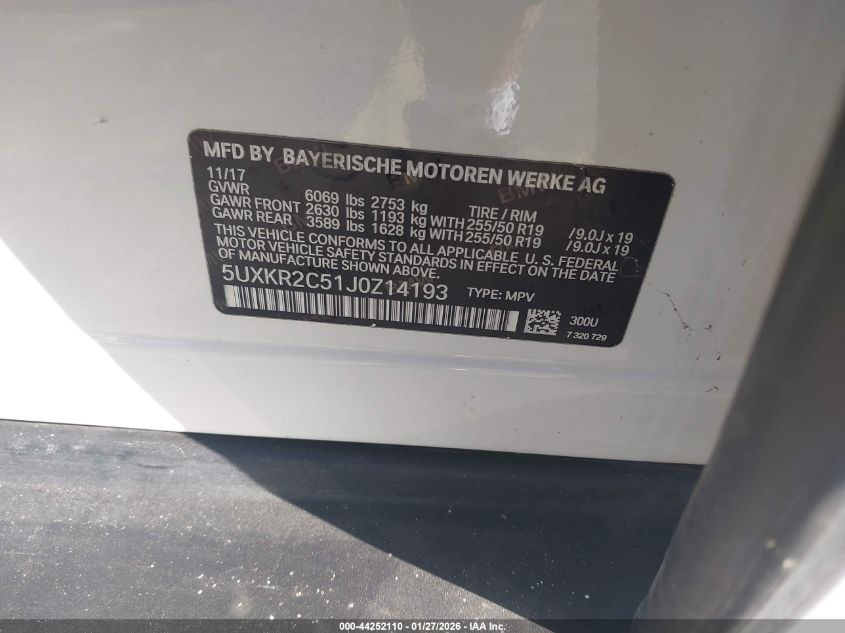 MFD BY BAYERISCHE MOTOREN WERKE AG
11/17
GVWR 6069 lbs 2753 kg TIRE / RIM
GAWR FRONT 2630 lbs 1193 kg WITH 255/50 R19 /9.0J x 19
GAWR REAR 3589 lbs 1628 kg WITH 255/50 R19 /9.0J x 19
THIS VEHICLE CONFORMS TO ALL APPLICABLE U.S. FEDERAL
MOTOR VEHICLE SAFETY STANDARDS IN EFFECT ON THE DATE
OF MANUFACTURE SHOWN ABOVE.
5UXKR2C51J0Z14193 TYPE: MPV
300U
7 320 729
000-44252110 - 01/27/2026 - IAA Inc.